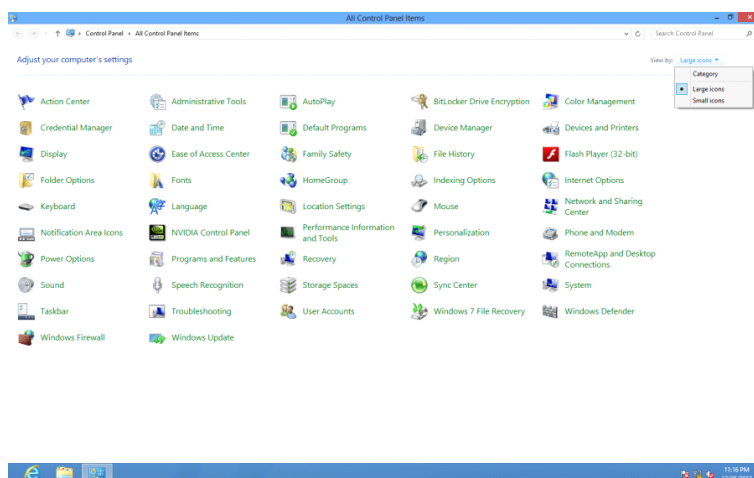 All Control Panel Items
Control Panel All Control Panel Items
Search Control Panel
Adjust your computer's settings
View by: Large icons
Category
Large icons
Small icons
Action Center
Administrative Tools
AutoPlay
BitLocker Drive Encryption
Color Management
Credential Manager
Date and Time
Default Programs
Device Manager
Devices and Printers
Display
Ease of Access Center
Family Safety
File History
Flash Player (32-bit)
Folder Options
Fonts
HomeGroup
Indexing Options
Internet Options
Keyboard
Language
Location Settings
Mouse
Network and Sharing
Center
Notification Area Icons
NVIDIA Control Panel
Performance Information
and Tools
Personalization
Phone and Modem
Power Options
Programs and Features
Recovery
Region
RemoteApp and Desktop
Connections
Sound
Speech Recognition
Storage Spaces
Sync Center
System
Taskbar
Troubleshooting
User Accounts
Windows 7 File Recovery
Windows Defender
Windows Firewall
Windows Update
11:16 PM